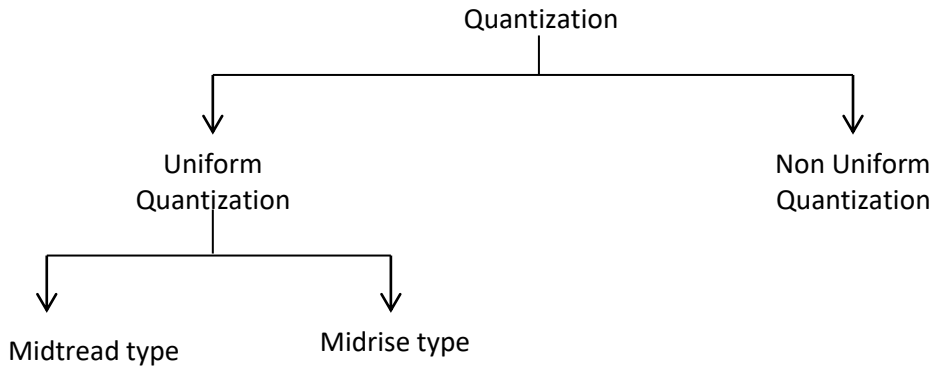 Quantization
Uniform
Quantization
Non Uniform
Quantization
Midtread type
Midrise type